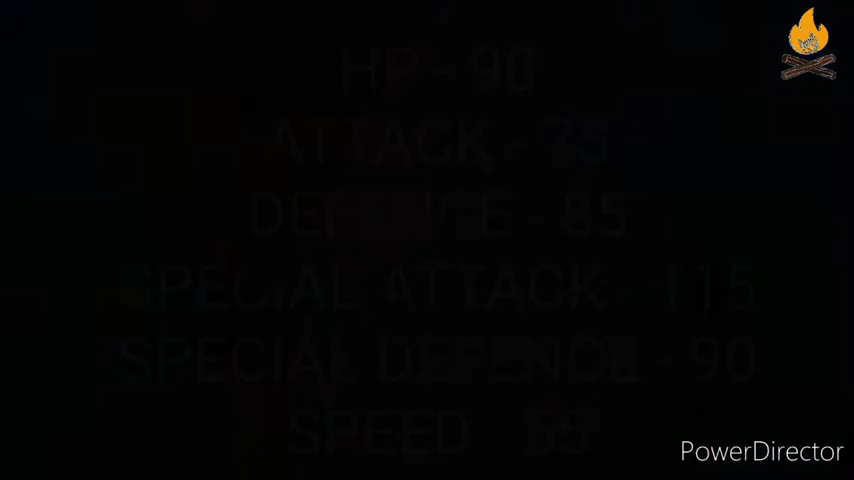 HP - 90
ATTACK - 75
DEFENCE - 85
SPECIAL ATTACK - 115
SPECIAL DEFENCE - 90
SPEED - 55
PowerDirector